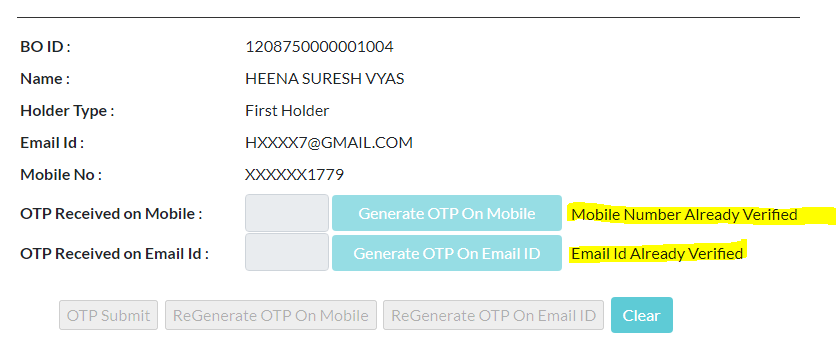 BO ID : 1208750000001004
Name : HEENA SURESH VYAS
Holder Type : First Holder
Email Id : HXXXX7@GMAIL.COM
Mobile No : XXXXXX1779
OTP Received on Mobile : Generate OTP On Mobile Mobile Number Already Verified
OTP Received on Email Id : Generate OTP On Email ID Email Id Already Verified
OTP Submit ReGenerate OTP On Mobile ReGenerate OTP On Email ID Clear